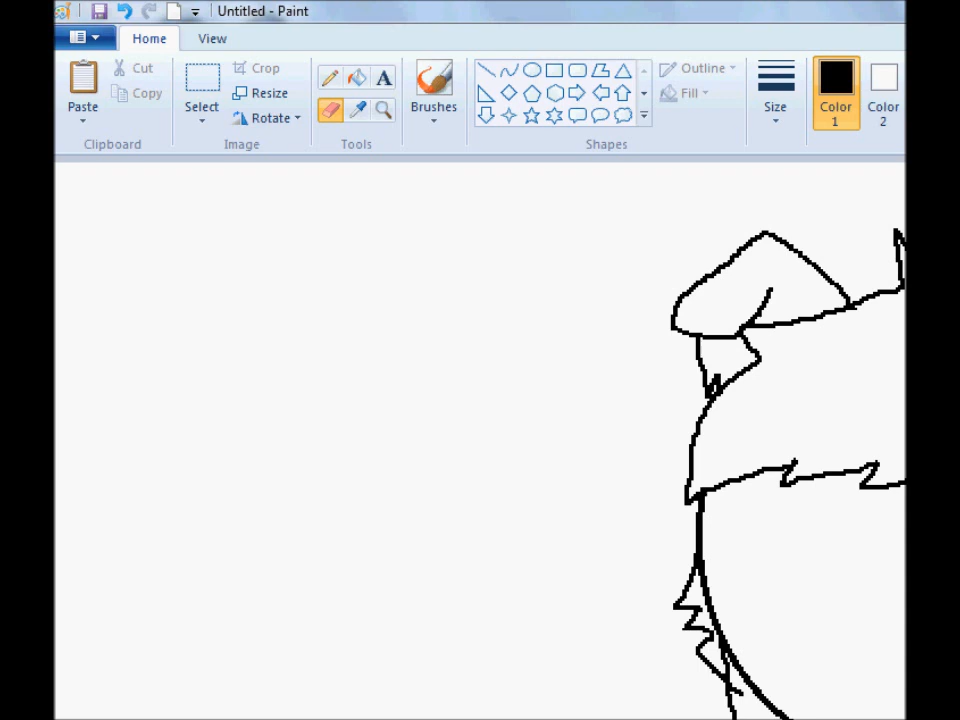 Untitled - Paint
Home View
Paste
Cut
Copy
Clipboard
Select
Crop
Resize
Rotate
Image
A
Tools
Brushes
Outline
Fill
Shapes
Size
Color
1
Color
2